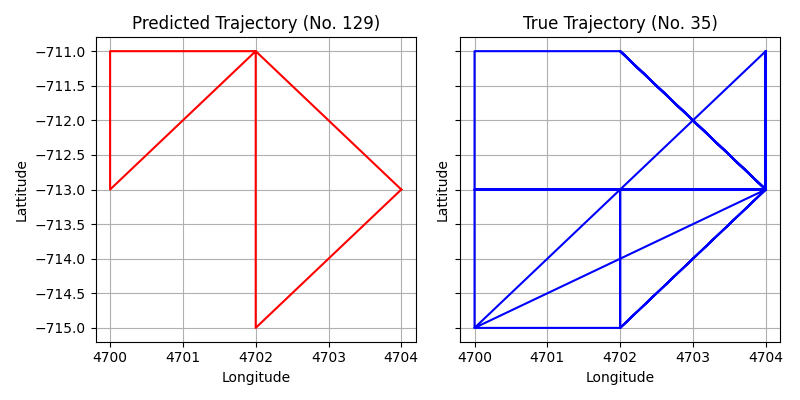 Predicted Trajectory (No. 129)
True Trajectory (No. 35)
−711.0
−711.5
−712.0
−712.5
−713.0
−713.5
−714.0
−714.5
−715.0
Lattitude
Lattitude
4700 4701 4702 4703 4704
4700 4701 4702 4703 4704
Longitude
Longitude